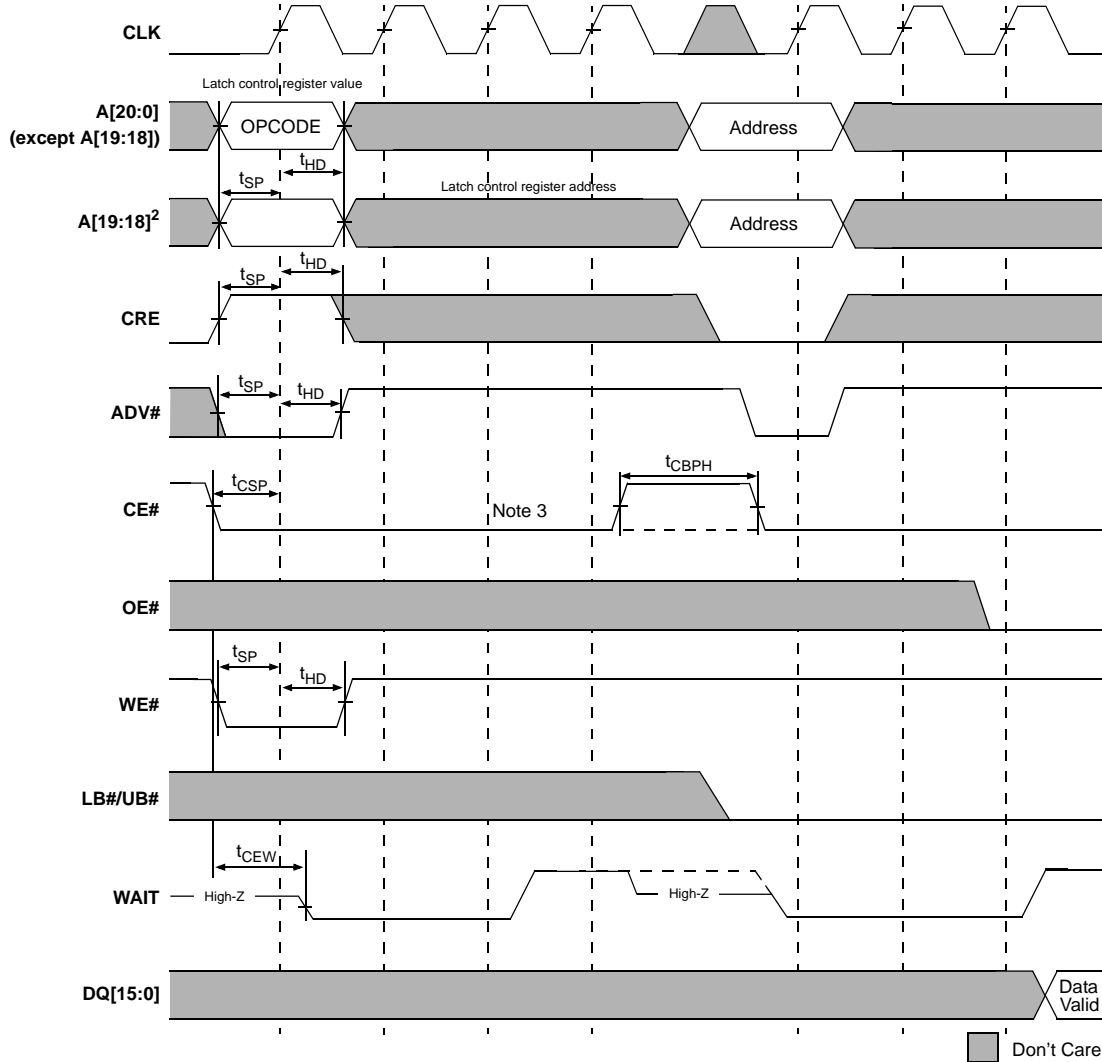 CLK
Latch control register value
A[20:0]
(except A[19:18])
OPCODE
Address
tHD
tSP
Latch control register address
A[19:18]2
Address
tHD
tSP
CRE
tSP
tHD
ADV#
tCBPH
tCSP
CE#
Note 3
OE#
tSP
tHD
WE#
LB#/UB#
tCEW
WAIT
High-Z
High-Z
DQ[15:0]
Data
Valid
Don't Care